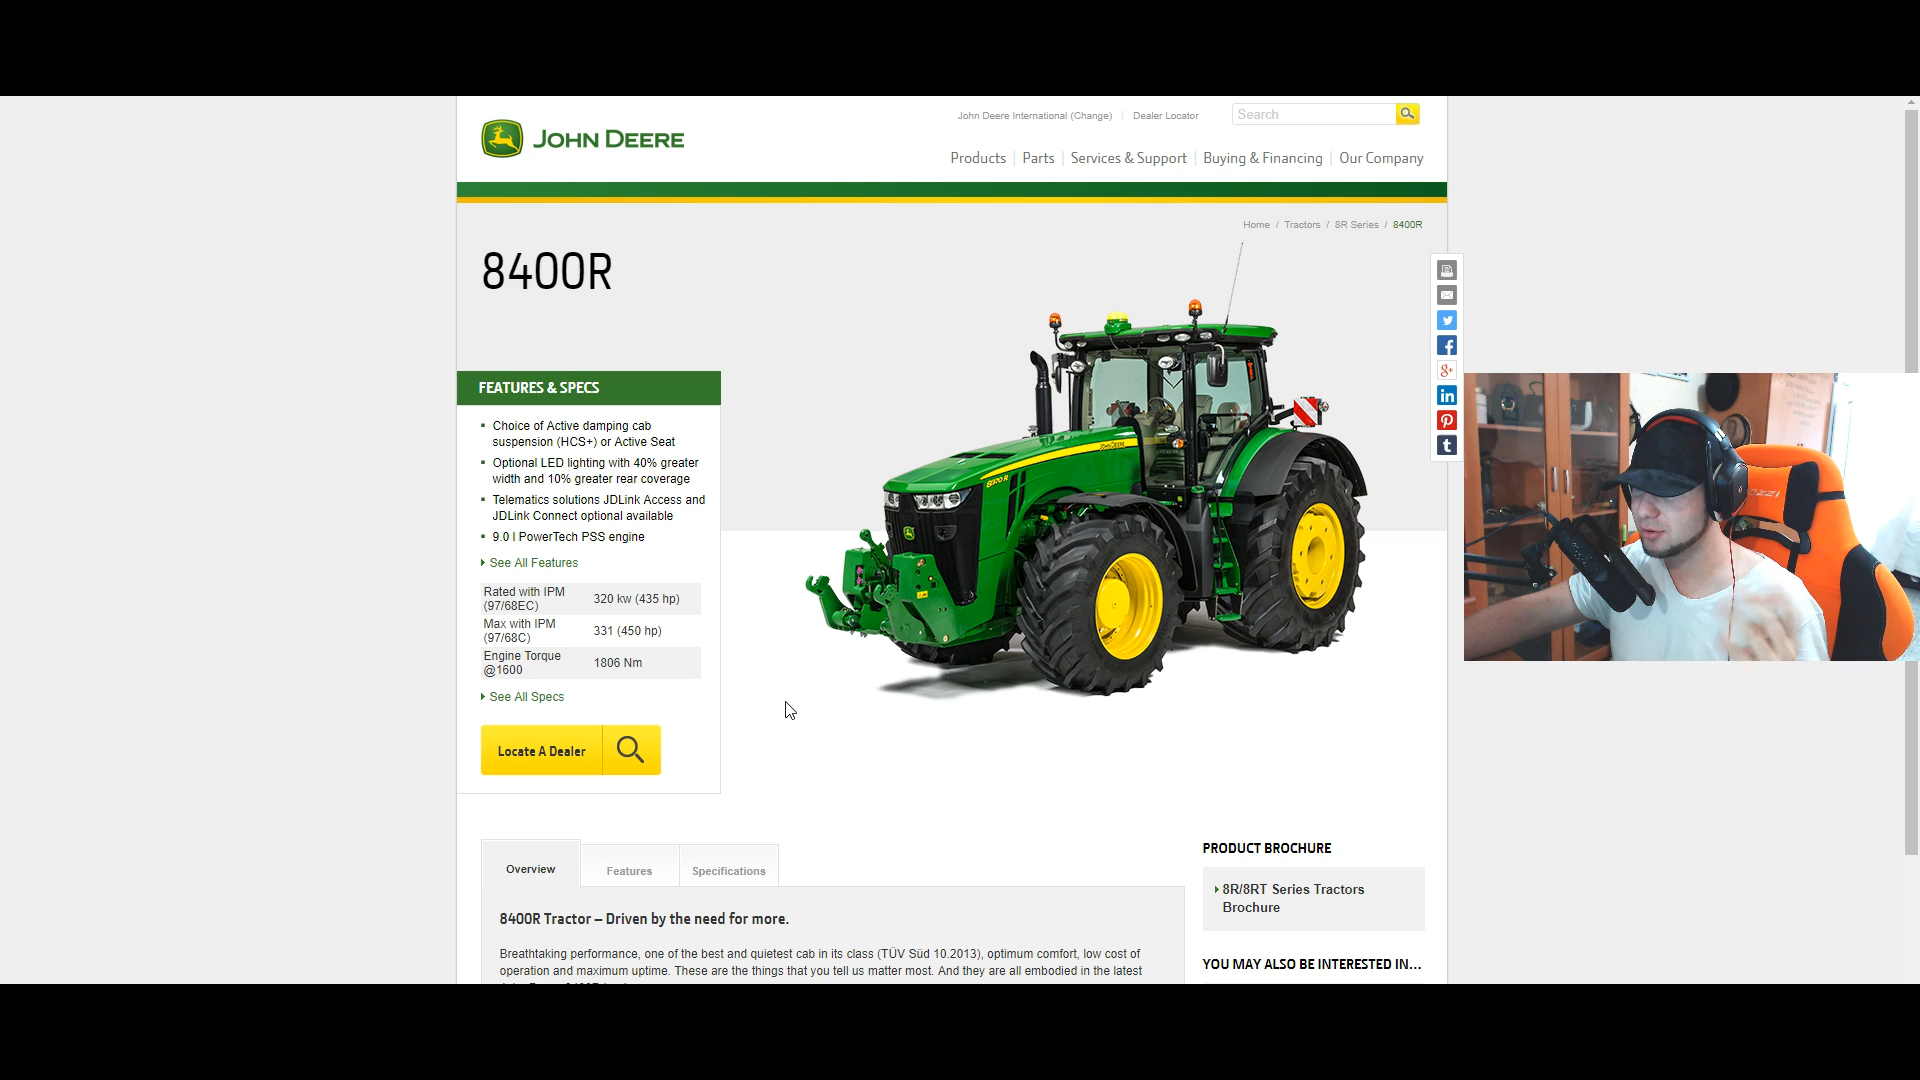 JOHN DEERE
John Deere International (Change)
Dealer Locator
Search
Products
Parts
Services & Support
Buying & Financing
Our Company
Home / Tractors / 8R Series / 8400R
8400R
FEATURES & SPECS
Choice of Active damping cab
suspension (HCS+) or Active Seat
Optional LED lighting with 40% greater
width and 10% greater rear coverage
Telematics solutions JDLink Access and
JDLink Connect optional available
9.0 l PowerTech PSS engine
See All Features
Rated with IPM
(97/68EC)
320 kw (435 hp)
Max with IPM
(97/68C)
331 (450 hp)
Engine Torque
@1600
1806 Nm
See All Specs
Locate A Dealer
JOHN DEERE
8320 R
Overview
Features
Specifications
8400R Tractor – Driven by the need for more.
Breathtaking performance, one of the best and quietest cab in its class (TÜV Süd 10.2013), optimum comfort, low cost of
operation and maximum uptime. These are the things that you tell us matter most. And they are all embodied in the latest
PRODUCT BROCHURE
8R/8RT Series Tractors
Brochure
YOU MAY ALSO BE INTERESTED IN...